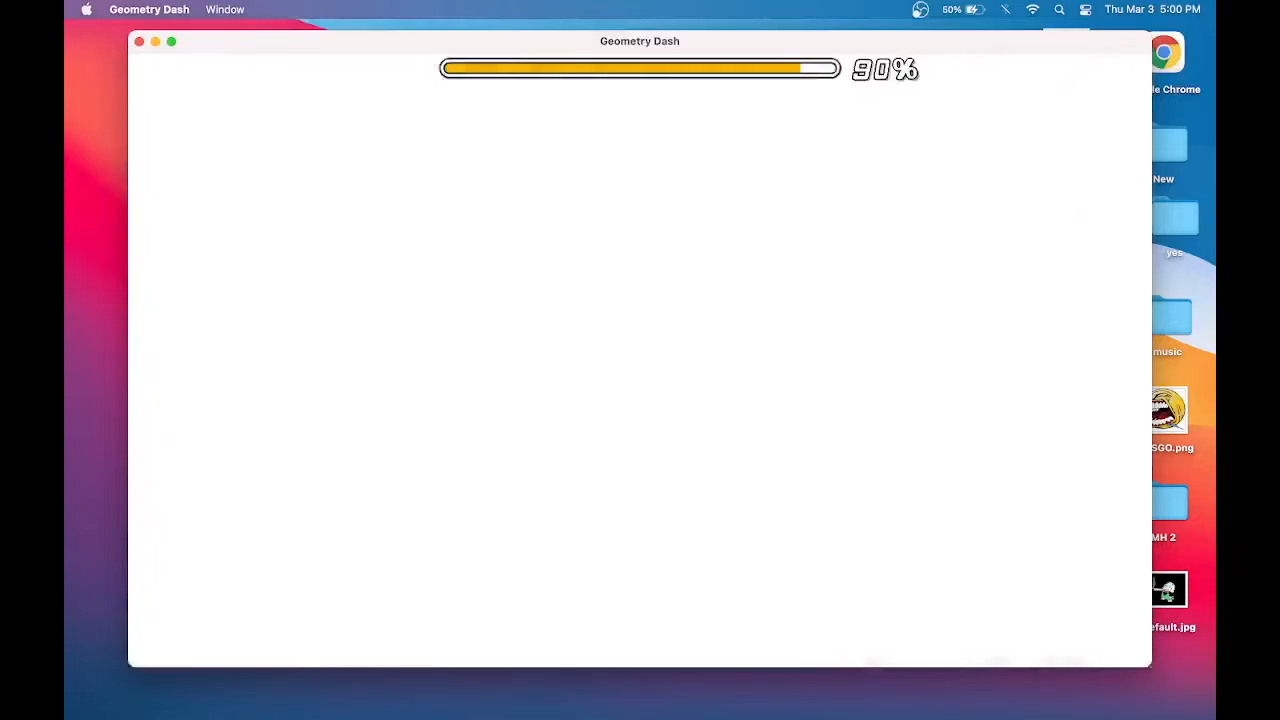 Geometry Dash Window 50% Thu Mar 3 5:00 PM
Geometry Dash
90%
le Chrome
New
yes
music
SGO.png
MH 2
efault.jpg